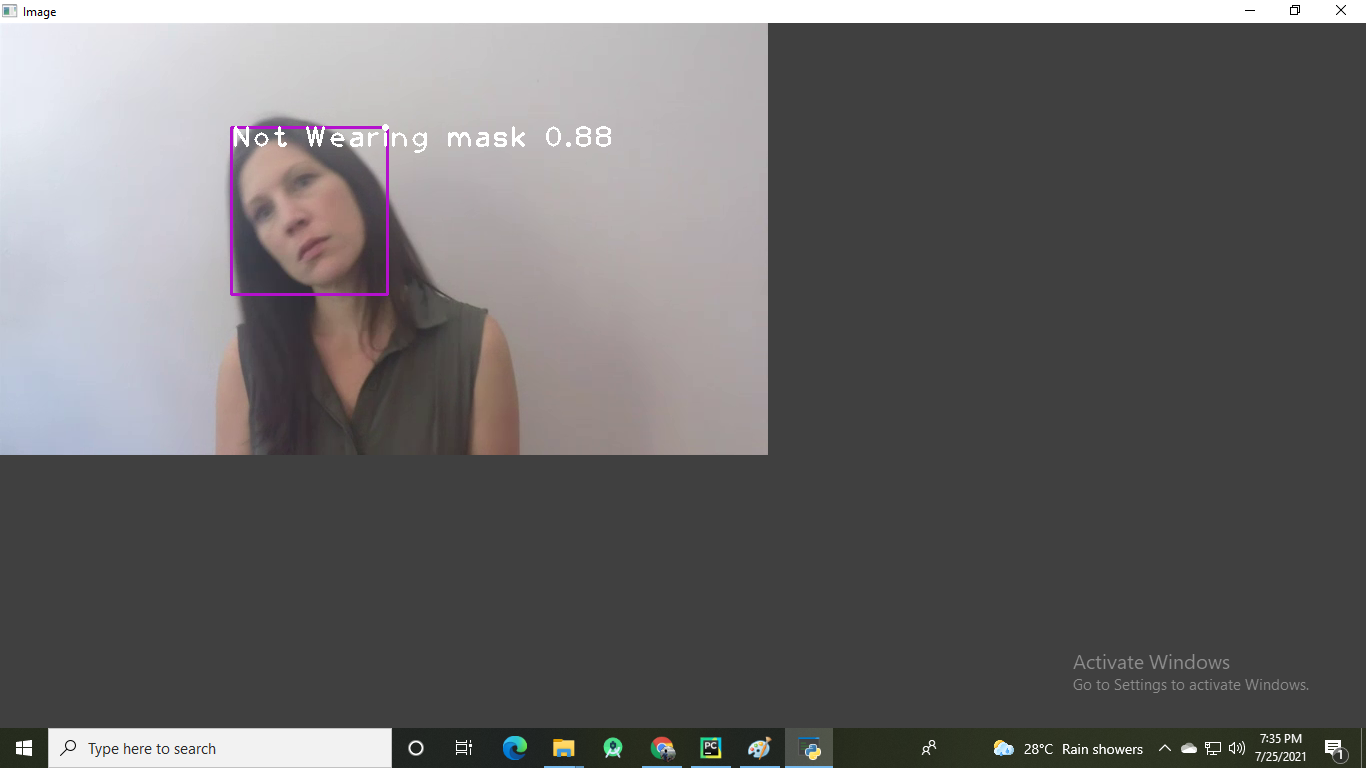 Image
Not Wearing mask 0.88
Activate Windows
Go to Settings to activate Windows.
Type here to search
PC
28°C Rain showers
7:35 PM
7/25/2021
1